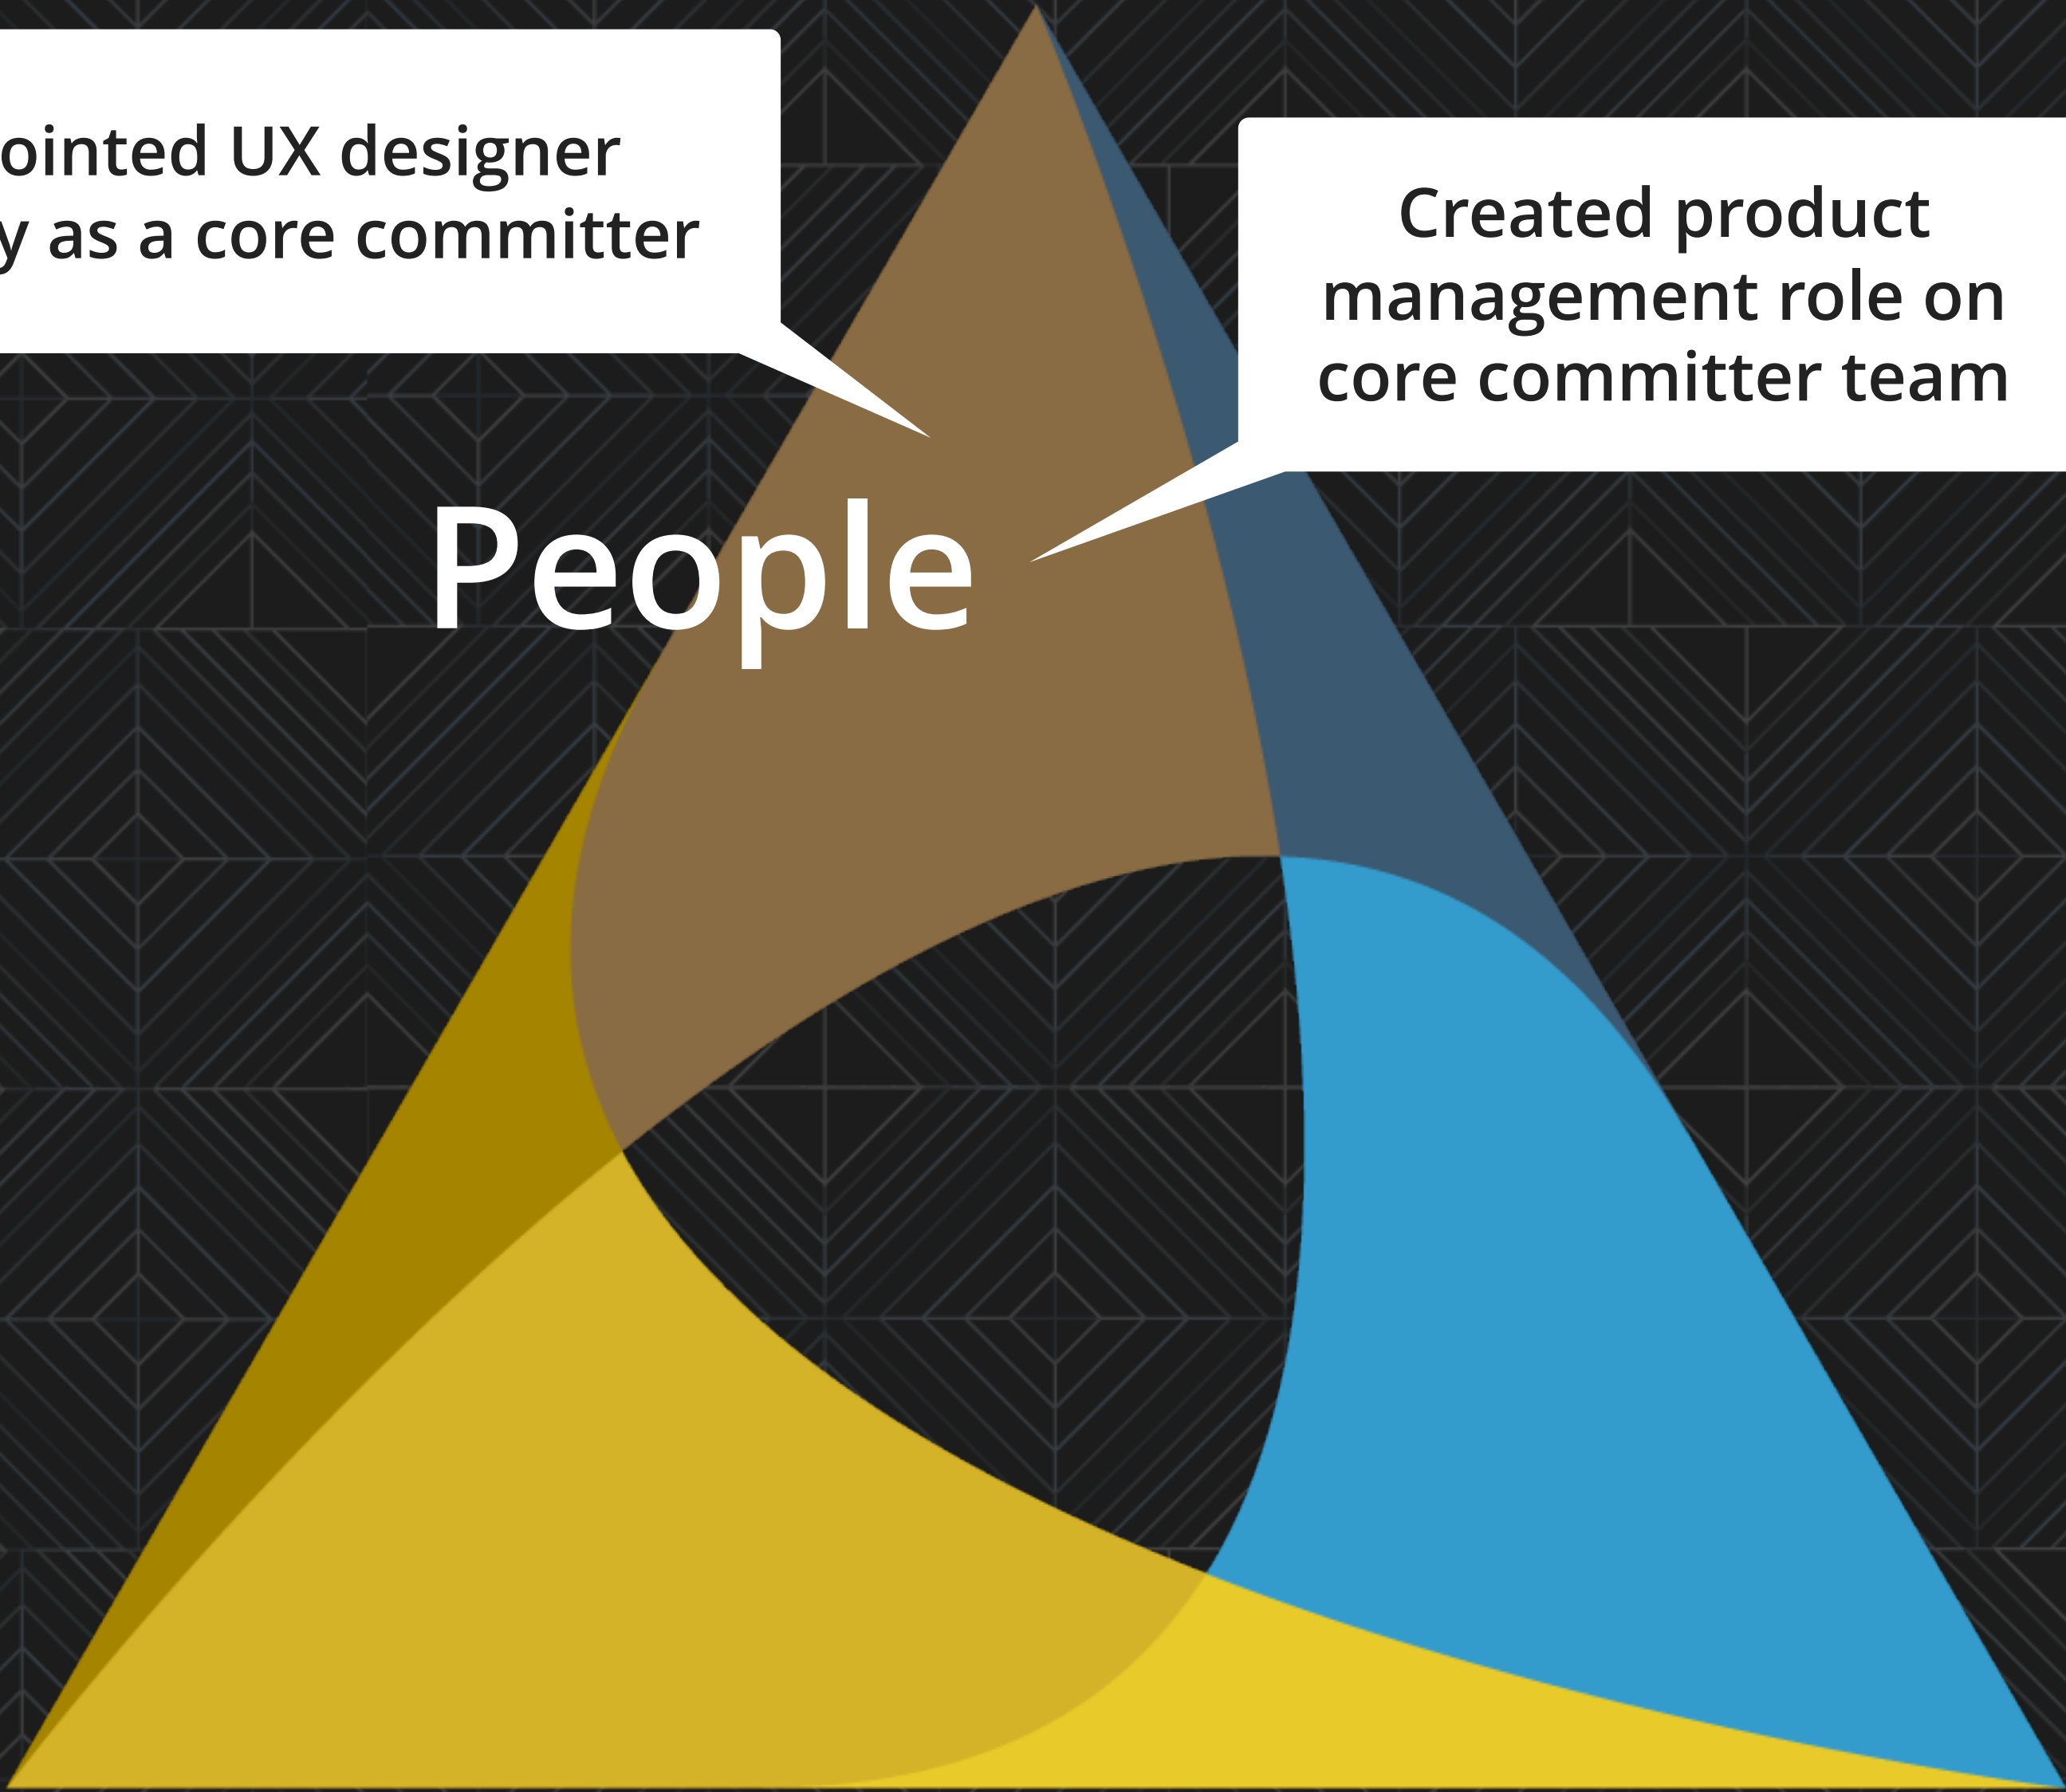 ointed UX designer
y as a core committer
Created product
management role on
core committer team
People